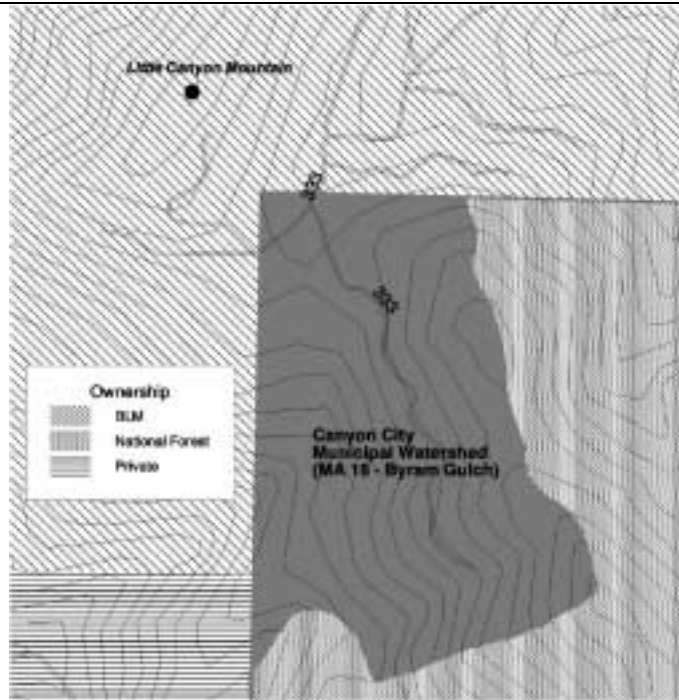 Little Canyon Mountain
Ownership
BLM
National Forest
Private
Canyon City
Municipal Watershed
(MA 18 - Byram Gulch)